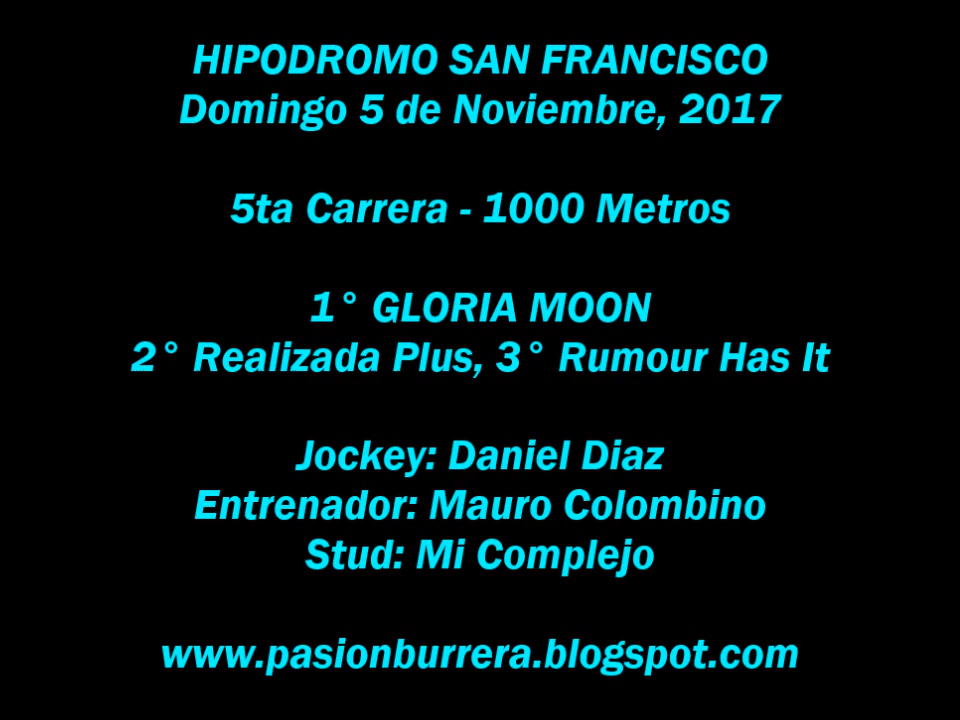 HIPODROMO SAN FRANCISCO
Domingo 5 de Noviembre, 2017
5ta Carrera - 1000 Metros
1° GLORIA MOON
2° Realizada Plus, 3° Rumour Has It
Jockey: Daniel Diaz
Entrenador: Mauro Colombino
Stud: Mi Complejo
www.pasionburrera.blogspot.com